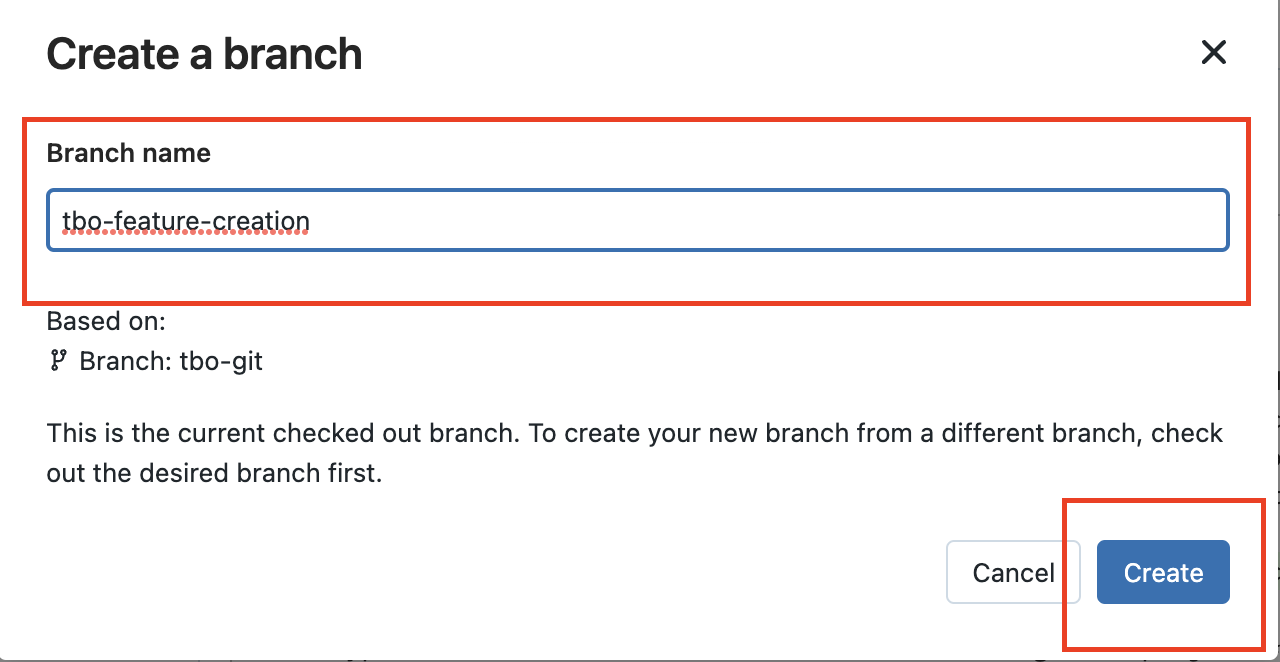 Create a branch
Branch name
tbo-feature-creation
Based on:
Branch: tbo-git
This is the current checked out branch. To create your new branch from a different branch, check
out the desired branch first.
Cancel
Create